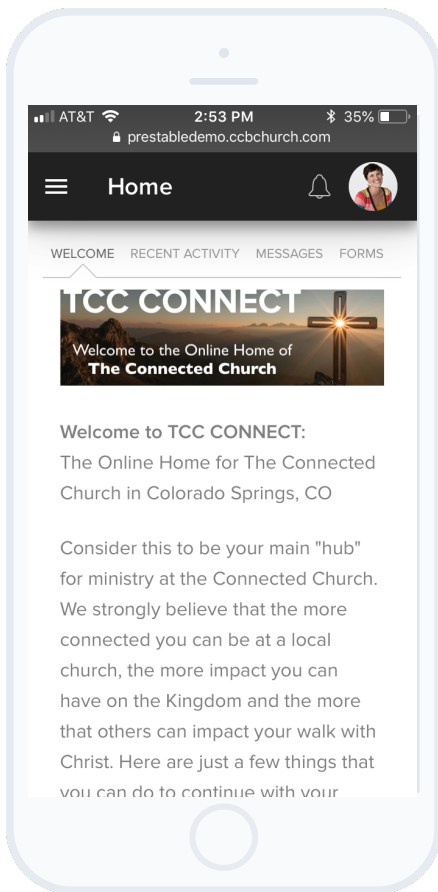 AT&T 2:53 PM 35%
prestabledemo.ccbchurch.com
Home
WELCOME RECENT ACTIVITY MESSAGES FORMS
TCC CONNECT
Welcome to the Online Home of
The Connected Church
Welcome to TCC CONNECT:
The Online Home for The Connected
Church in Colorado Springs, CO
Consider this to be your main "hub"
for ministry at the Connected Church.
We strongly believe that the more
connected you can be at a local
church, the more impact you can
have on the Kingdom and the more
that others can impact your walk with
Christ. Here are just a few things that
you can do to continue with your